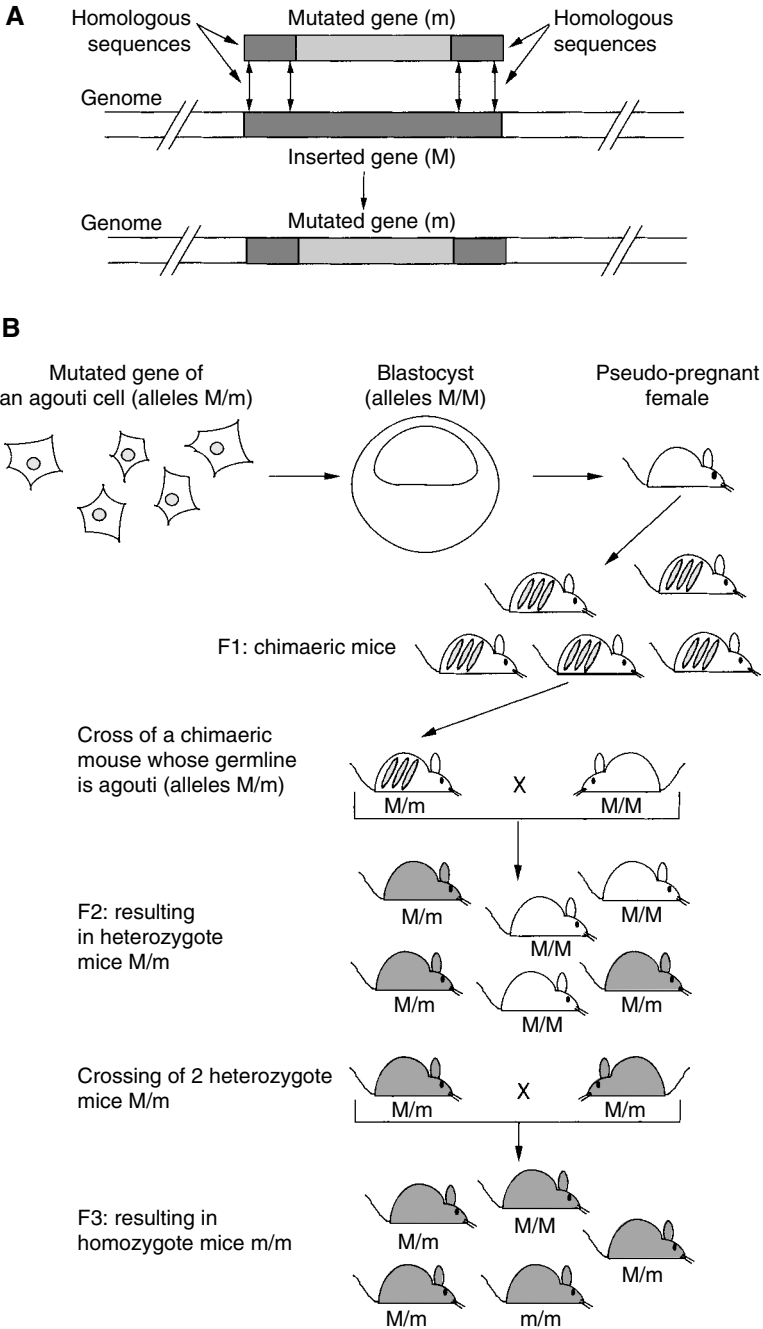 A
Homologous
sequences
Mutated gene (m)
Homologous
sequences
Genome
Inserted gene (M)
Genome
Mutated gene (m)
B
Mutated gene of
an agouti cell (alleles M/m)
Blastocyst
(alleles M/M)
Pseudo-pregnant
female
F1: chimaeric mice
Cross of a chimaeric
mouse whose germline
is agouti (alleles M/m)
M/m
X
M/M
F2: resulting
in heterozygote
mice M/m
M/m
M/M
M/M
M/m
M/M
M/m
Crossing of 2 heterozygote
mice M/m
M/m
X
M/m
F3: resulting in
homozygote mice m/m
M/m
M/M
M/m
M/m
m/m